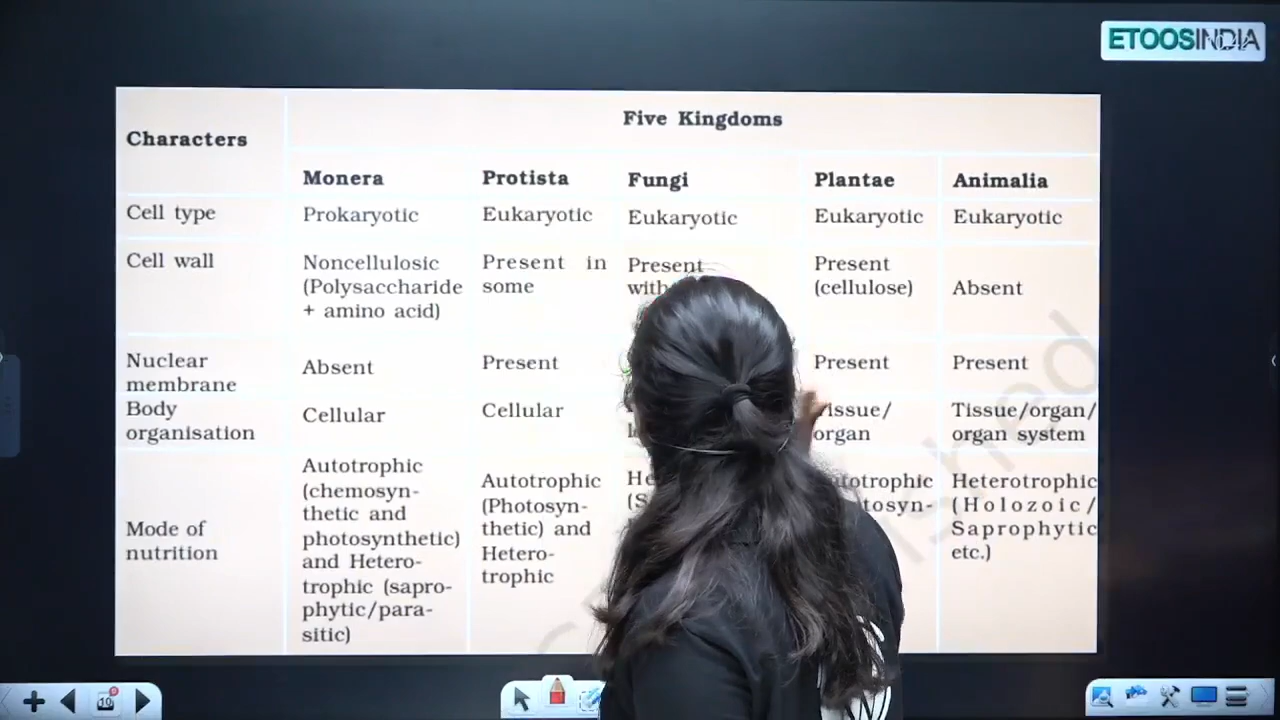 ETOOSINDIA
Five Kingdoms
Characters
Monera Protista Fungi Plantae Animalia
Cell type Prokaryotic Eukaryotic Eukaryotic Eukaryotic Eukaryotic
Cell wall Noncellulosic Present in Present Present
(Polysaccharide some (cellulose) Absent
+ amino acid)
Nuclear Absent Present Present Present
membrane
Body Cellular Cellular Tissue/organ/
organisation organ organ system
Mode of
nutrition
Autotrophic
(chemosyn-
thetic and
photosynthetic)
and Hetero-
trophic (sapro-
phytic/para-
sitic)
Autotrophic
(Photosyn-
thetic) and
Hetero-
trophic
Heterotrophic
(Holozoic/
Saprophytic
etc.)
10